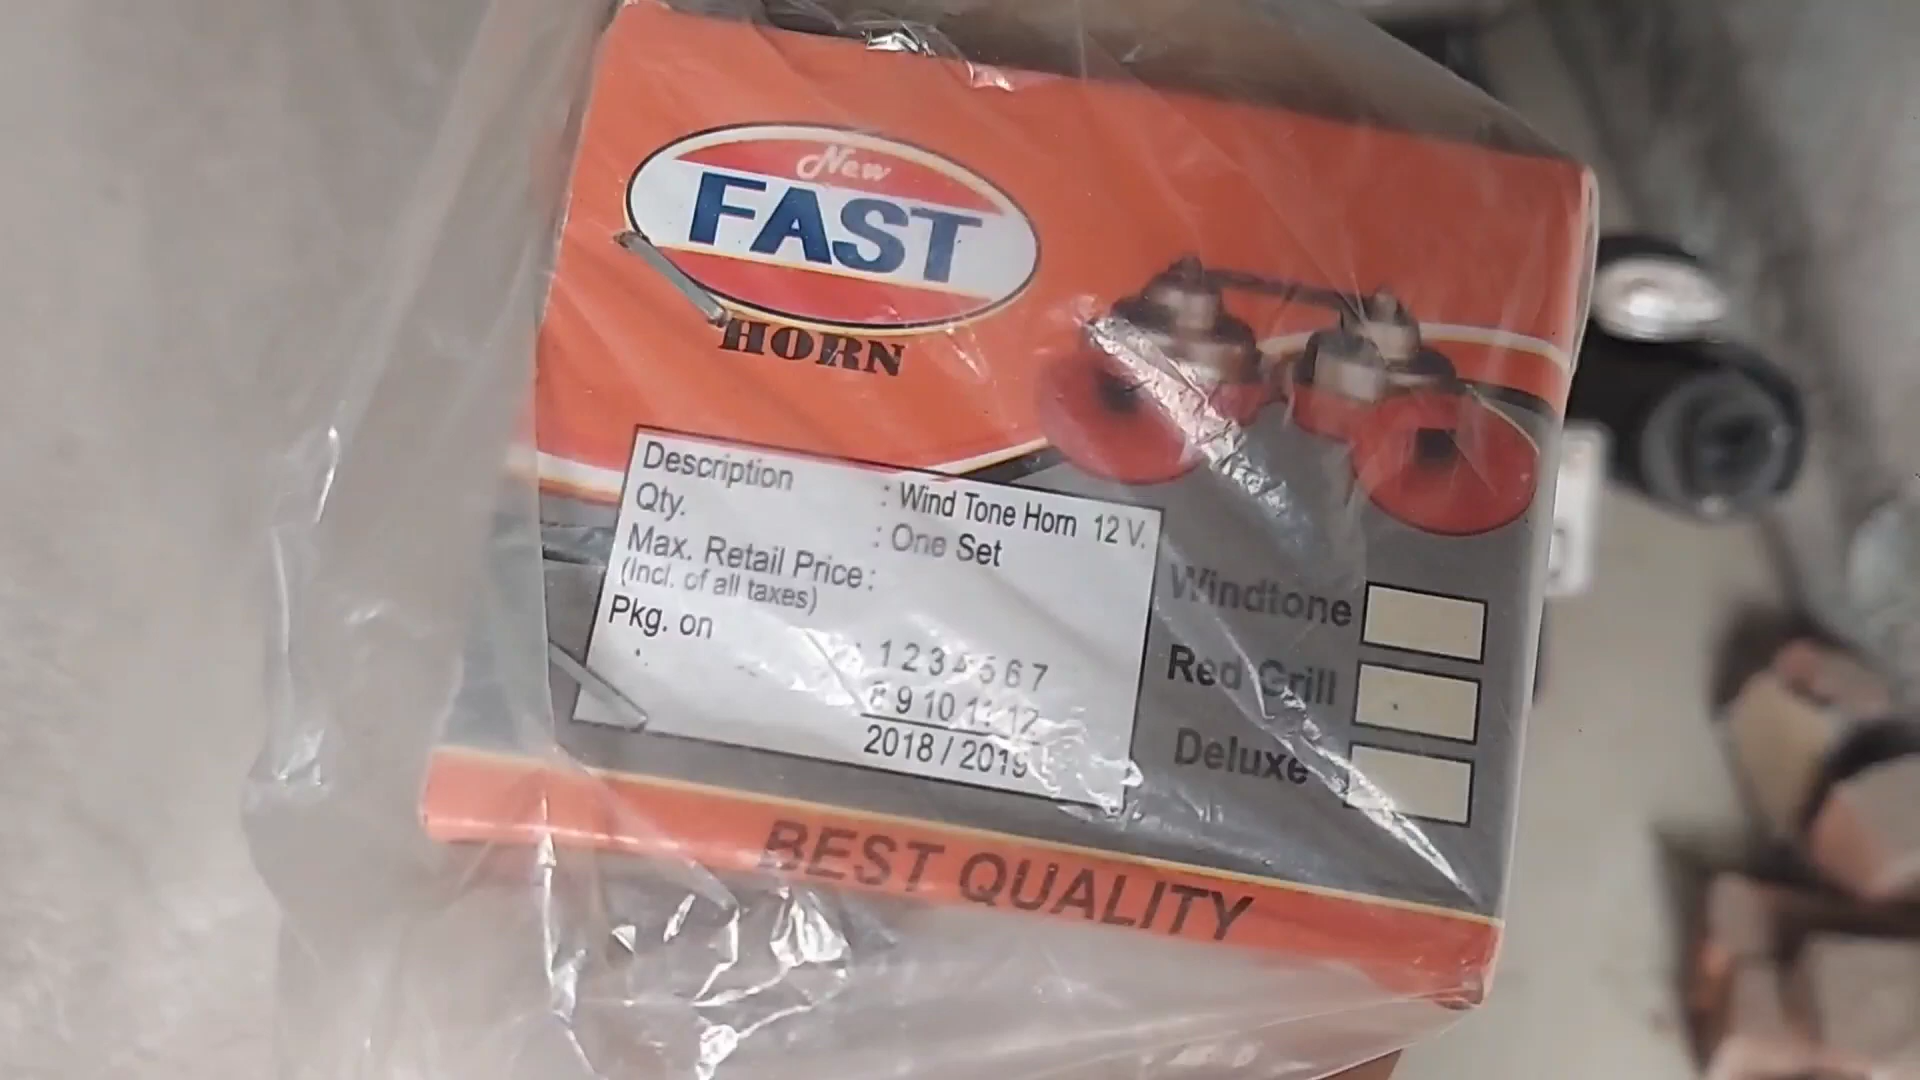 New
FAST
HORN
Description : Wind Tone Horn 12 V.
Qty. : One Set
Max. Retail Price :
(Incl. of all taxes)
Pkg. on : 1 2 3 4 5 6 7
8 9 10 11 12
2018 / 2019
Windtone
Red Grill
Deluxe
BEST QUALITY